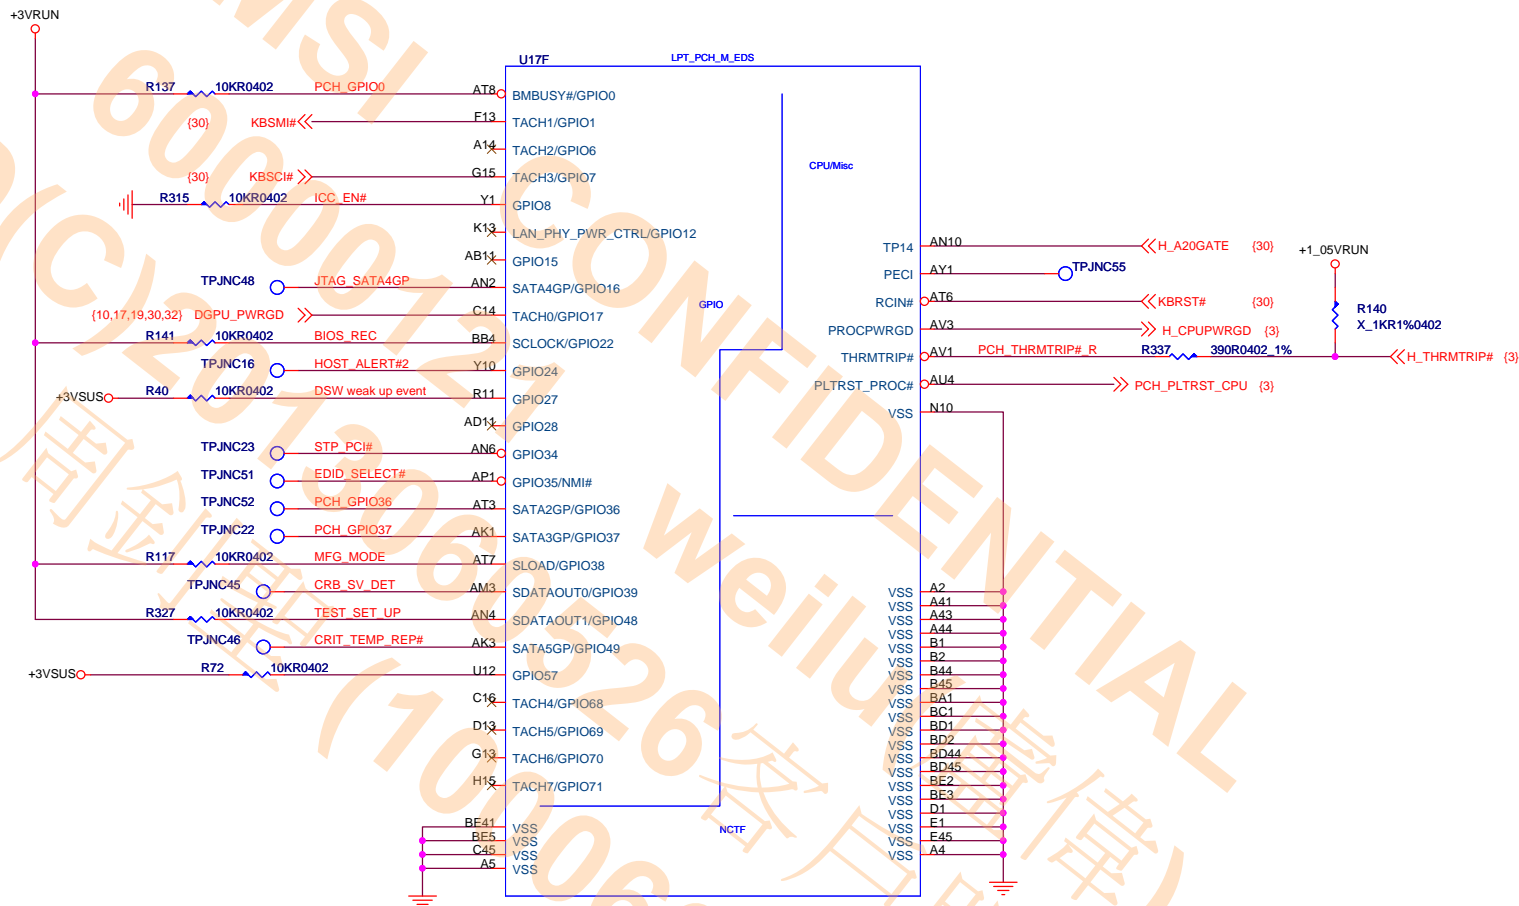 +3VRUN
U17F
LPT_PCH_M_EDS
R137 10KR0402 PCH_GPIO0 AT8 BMBUSY#/GPIO0
{30} KBSMI# F13 TACH1/GPIO1
A14 TACH2/GPIO6
{30} KBSCI# G15 TACH3/GPIO7
R315 10KR0402 ICC_EN# Y1 GPIO8
K13 LAN_PHY_PWR_CTRL/GPIO12
AB11 GPIO15
TPJNC48 JTAG_SATA4GP AN2 SATA4GP/GPIO16
{10,17,19,30,32} DGPU_PWRGD C14 TACH0/GPIO17
R141 10KR0402 BIOS_REC BB4 SCLOCK/GPIO22
TPJNC16 HOST_ALERT#2 Y10 GPIO24
+3VSUS R40 10KR0402 DSW weak up event R11 GPIO27
AD11 GPIO28
TPJNC23 STP_PCI# AN6 GPIO34
TPJNC51 EDID_SELECT# AP1 GPIO35/NMI#
TPJNC52 PCH_GPIO36 AT3 SATA2GP/GPIO36
TPJNC22 PCH_GPIO37 AK1 SATA3GP/GPIO37
R117 10KR0402 MFG_MODE AT7 SLOAD/GPIO38
TPJNC45 CRB_SV_DET AM3 SDATAOUT0/GPIO39
R327 10KR0402 TEST_SET_UP AN4 SDATAOUT1/GPIO48
TPJNC46 CRIT_TEMP_REP# AK3 SATA5GP/GPIO49
+3VSUS R72 10KR0402 U12 GPIO57
C16 TACH4/GPIO68
D13 TACH5/GPIO69
G13 TACH6/GPIO70
H15 TACH7/GPIO71
BE41 VSS
BE5 VSS
C45 VSS
A5 VSS
CPU/Misc
GPIO
NCTF
TP14 AN10 H_A20GATE {30}
PECI AY1 TPJNC55
RCIN# AT6 KBRST# {30}
PROCPWRGD AV3 H_CPUPWRGD {3}
THRMTRIP# AV1 PCH_THRMTRIP#_R R337 390R0402_1% H_THRMTRIP# {3}
PLTRST_PROC# AU4 PCH_PLTRST_CPU {3}
VSS N10
+1_05VRUN
R140
X_1KR1%0402
VSS A2
VSS A41
VSS A43
VSS A44
VSS B1
VSS B2
VSS B44
VSS B45
VSS BA1
VSS BC1
VSS BD1
VSS BD2
VSS BD44
VSS BD45
VSS BE2
VSS BE3
VSS D1
VSS E1
VSS E45
VSS A4
MSI
CONFIDENTIAL
6000012
(C)20130605
26客戶
weilu
偉)
周釗